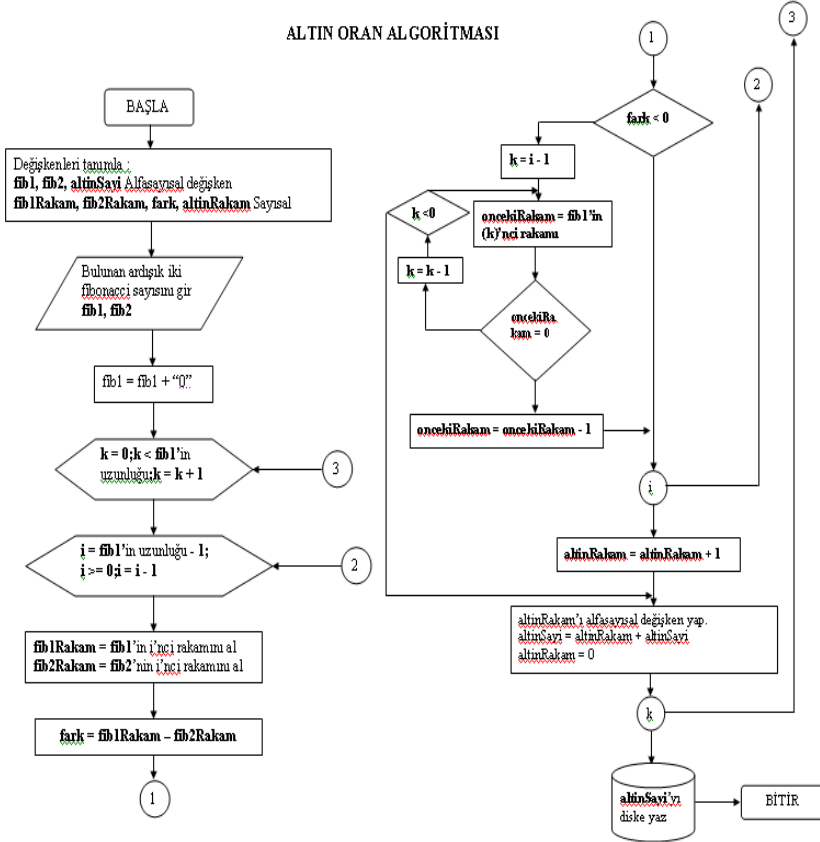 ALTIN ORAN ALGORİTMASI
BAŞLA
Değişkenleri tanımla :
fib1, fib2, altinSayi Alfasayısal değişken
fib1Rakam, fib2Rakam, fark, altinRakam Sayısal
Bulunan ardışık iki
fibonacci sayısını gir
fib1, fib2
fib1 = fib1 + “0”
k = 0;k < fib1’in
uzunluğu;k = k + 1
3
i = fib1’in uzunluğu - 1;
i >= 0;i = i - 1
2
fib1Rakam = fib1’in i’nci rakamını al
fib2Rakam = fib2’nin i’nci rakamını al
fark = fib1Rakam – fib2Rakam
1
1
fark < 0
k = i - 1
k <0
oncekiRakam = fib1’in
(k)’nci rakamı
k = k - 1
oncekiRa
kam = 0
oncekiRakam = oncekiRakam - 1
i
2
3
altinRakam = altinRakam + 1
altinRakam’ı alfasayısal değişken yap.
altinSayi = altinRakam + altinSayi
altinRakam = 0
k
altinSayi’yı
diske yaz
BİTİR